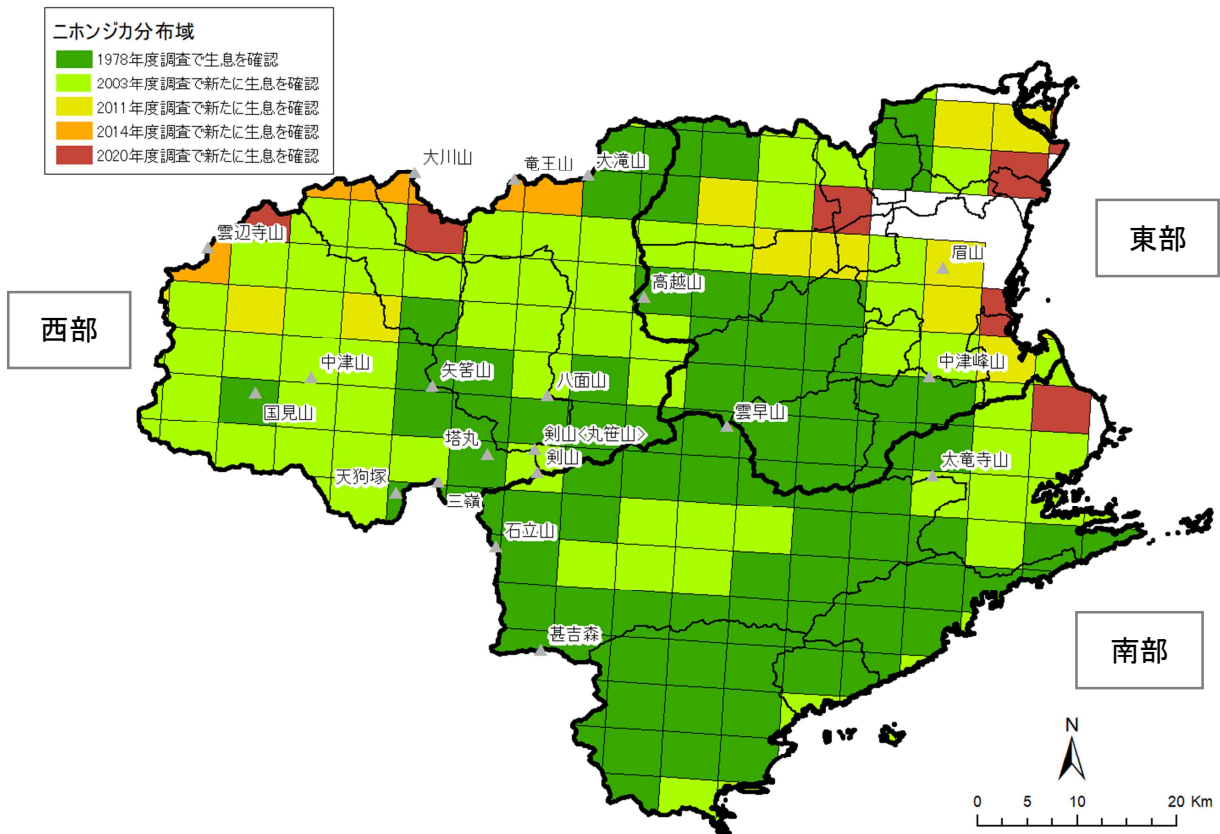 ニホンジカ分布域
1978年度調査で生息を確認
2003年度調査で新たに生息を確認
2011年度調査で新たに生息を確認
2014年度調査で新たに生息を確認
2020年度調査で新たに生息を確認
大川山
竜王山
大滝山
雲辺寺山
眉山
東部
高越山
西部
中津山
矢筈山
八面山
中津峰山
国見山
雲早山
塔丸
剣山<丸笹山>
剣山
太竜寺山
天狗塚
三嶺
石立山
甚吉森
南部
N
0 5 10 20 Km